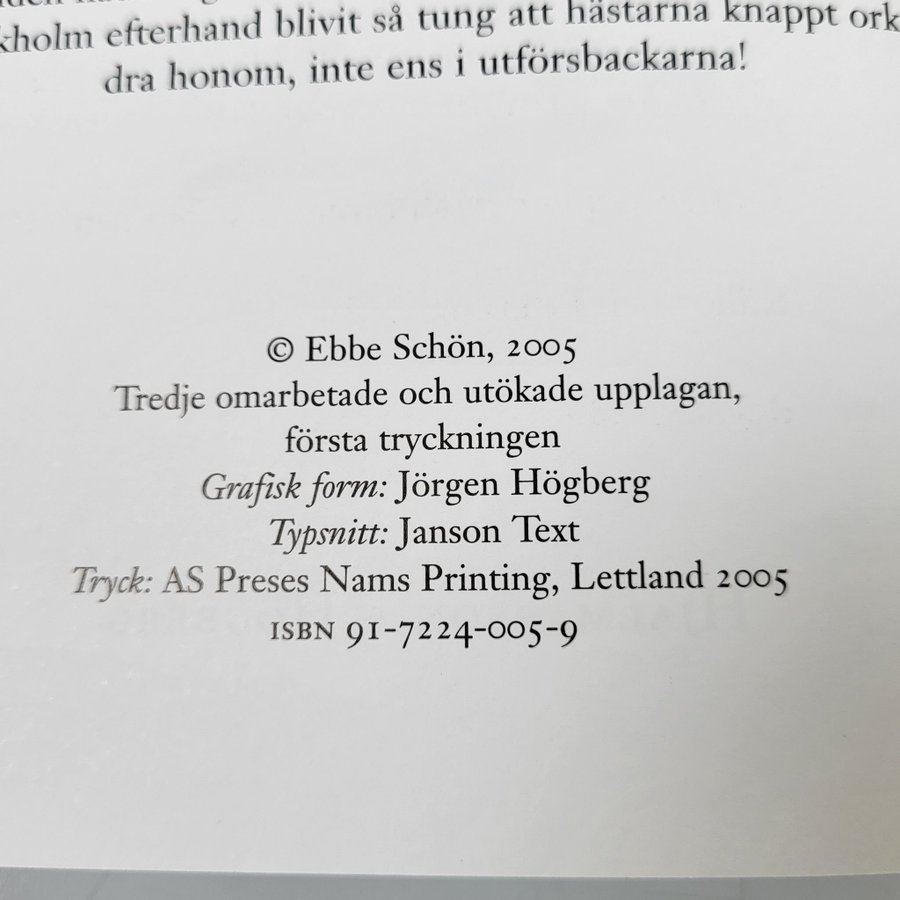 kholm efterhand blivit så tung att hästarna knappt ork
dra honom, inte ens i utförsbackarna!
© Ebbe Schön, 2005
Tredje omarbetade och utökade upplagan,
första tryckningen
Grafisk form: Jörgen Högberg
Typsnitt: Janson Text
Tryck: AS Preses Nams Printing, Lettland 2005
ISBN 91-7224-005-9